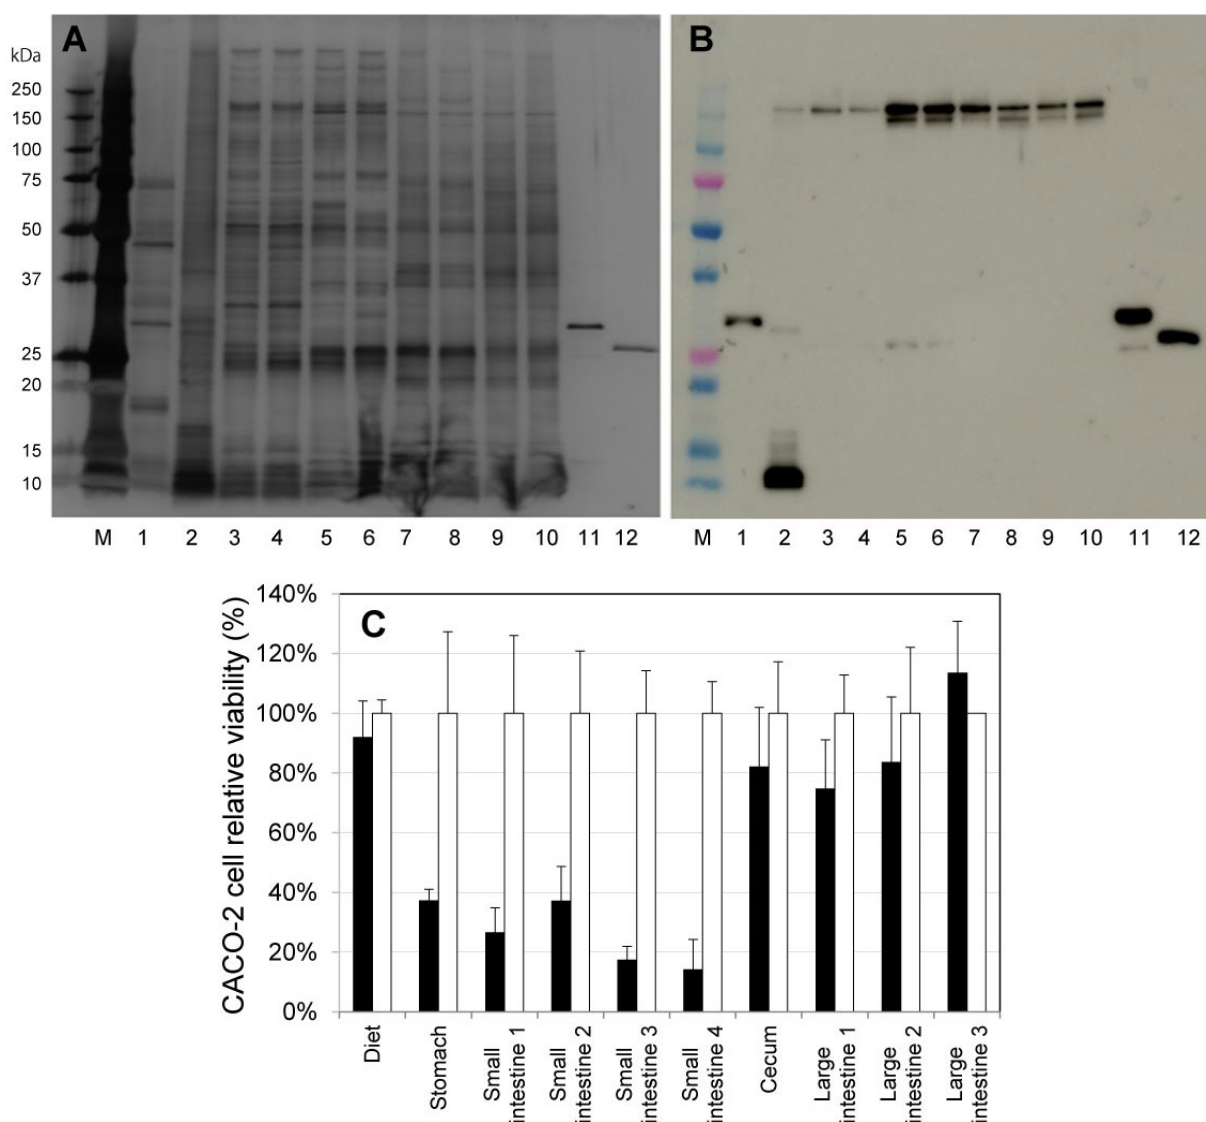 A
B
kDa
250
150
100
75
50
37
25
20
15
10
M 1 2 3 4 5 6 7 8 9 10 11 12
M 1 2 3 4 5 6 7 8 9 10 11 12
C
CACO-2 cell relative viability (%)
140%
120%
100%
80%
60%
40%
20%
0%
Diet
Stomach
Small
intestine 1
Small
intestine 2
Small
intestine 3
Small
intestine 4
Cecum
Large
intestine 1
Large
intestine 2
Large
intestine 3